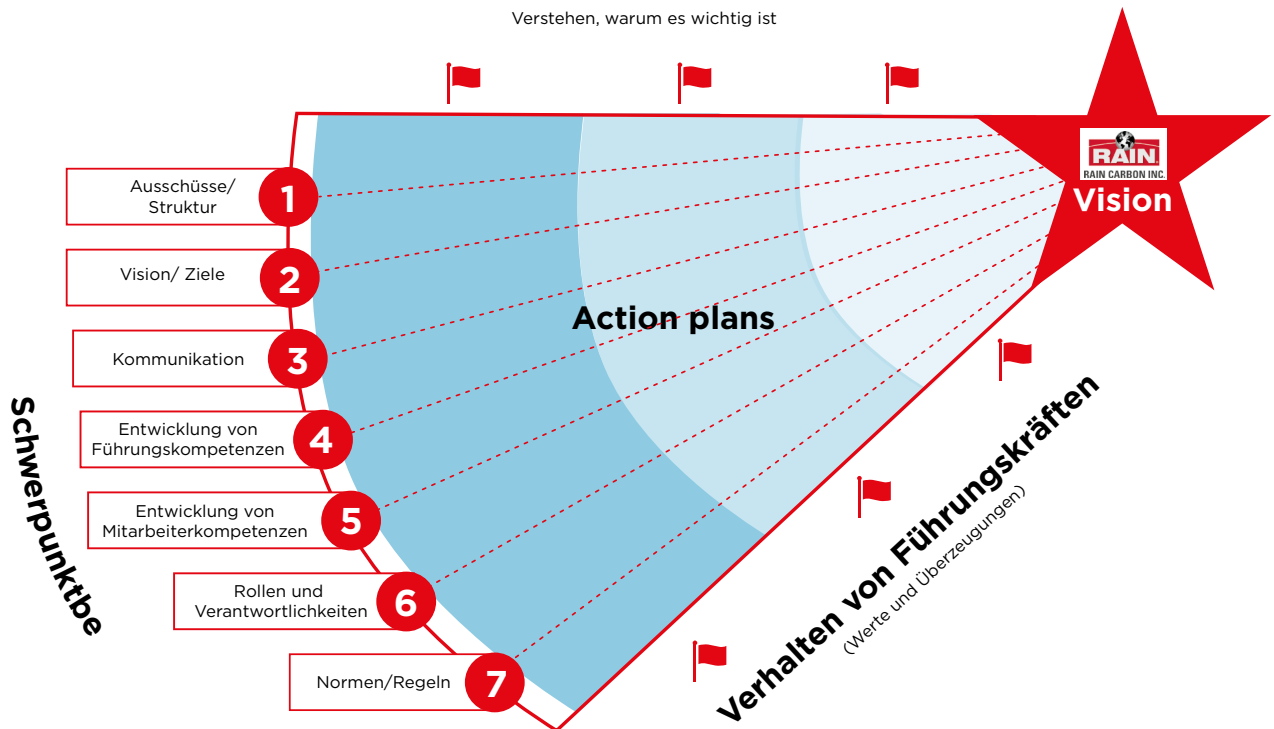 Verstehen, warum es wichtig ist
RAIN
RAIN CARBON INC.
Vision
Ausschüsse/
Struktur
1
Vision/ Ziele
2
Kommunikation
3
Entwicklung von
Führungskompetenzen
4
Entwicklung von
Mitarbeiterkompetenzen
5
Rollen und
Verantwortlichkeiten
6
Normen/Regeln
7
Schwerpunktbe
Action plans
Verhalten von Führungskräften
(Werte und Überzeugungen)